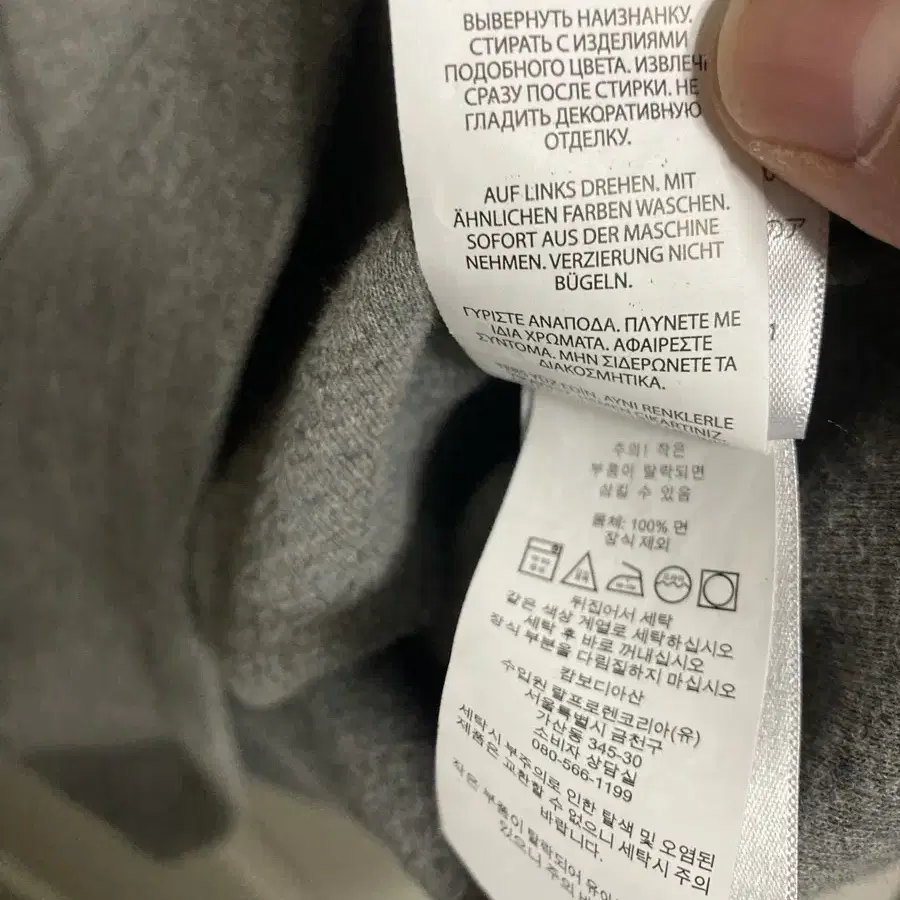 ВЫВЕРНУТЬ НАИЗНАНКУ.
СТИРАТЬ С ИЗДЕЛИЯМИ
ПОДОБНОГО ЦВЕТА. ИЗВЛЕЧИ
СРАЗУ ПОСЛЕ СТИРКИ. НЕ
ГЛАДИТЬ ДЕКОРАТИВНУЮ
ОТДЕЛКУ.
AUF LINKS DREHEN. MIT
ÄHNLICHEN FARBEN WASCHEN.
SOFORT AUS DER MASCHINE
NEHMEN. VERZIERUNG NICHT
BÜGELN.
ΓΥΡΙΣΤΕ ΑΝΑΠΟΔΑ. ΠΛΥΝΕΤΕ ΜΕ
ΙΔΙΑ ΧΡΩΜΑΤΑ. ΑΦΑΙΡΕΣΤΕ
ΣΥΝΤΟΜΑ. ΜΗΝ ΣΙΔΕΡΩΝΕΤΕ ΤΑ
ΔΙΑΚΟΣΜΗΤΙΚΑ.
TERS YÜZ EDİN. AYNI RENKLERLE
ÇIKARTINIZ.
주의! 작은
부품이 탈락되면
삼킬 수 있음
몸체: 100% 면
장식 제외
뒤집어서 세탁
같은 색상 계열로 세탁하십시오
세탁 후 바로 꺼내십시오
장식 부분을 다림질하지 마십시오
캄보디아산
수입원 랄프로렌코리아(유)
서울특별시 금천구
가산동 345-30
소비자 상담실
080-566-1199
세탁시 부주의로 인한 탈색 및 오염된
제품은 교환할 수 없으니 세탁시 주의
바랍니다.
작은 부품이 탈락되어 유아
있으니 주의